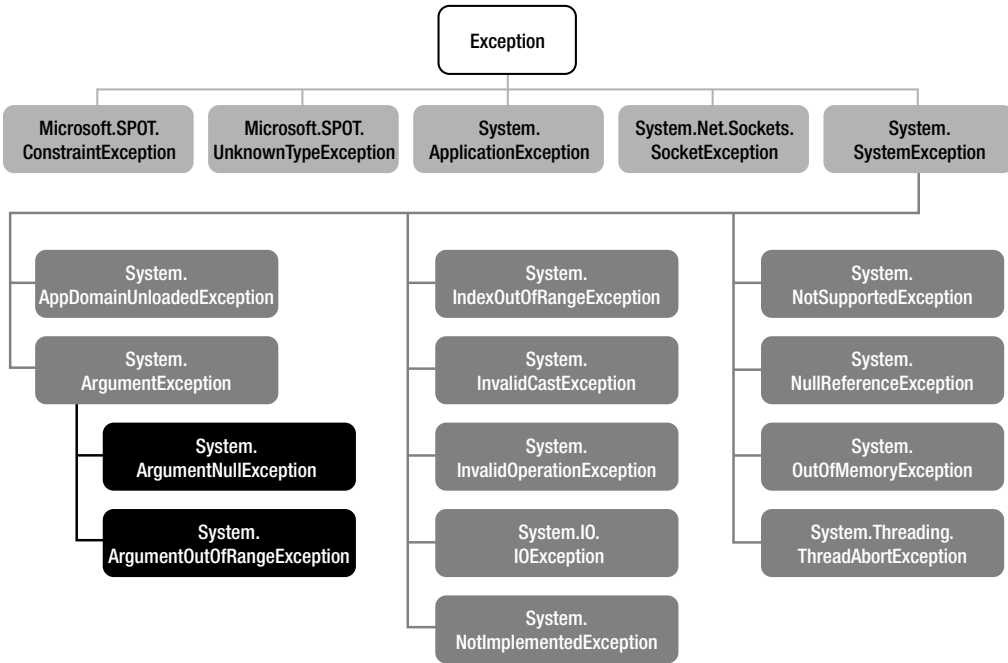 Exception
Microsoft.SPOT.
ConstraintException
Microsoft.SPOT.
UnknownTypeException
System.
ApplicationException
System.Net.Sockets.
SocketException
System.
SystemException
System.
AppDomainUnloadedException
System.
ArgumentException
System.
ArgumentNullException
System.
ArgumentOutOfRangeException
System.
IndexOutOfRangeException
System.
InvalidCastException
System.
InvalidOperationException
System.IO.
IOException
System.
NotImplementedException
System.
NotSupportedException
System.
NullReferenceException
System.
OutOfMemoryException
System.Threading.
ThreadAbortException